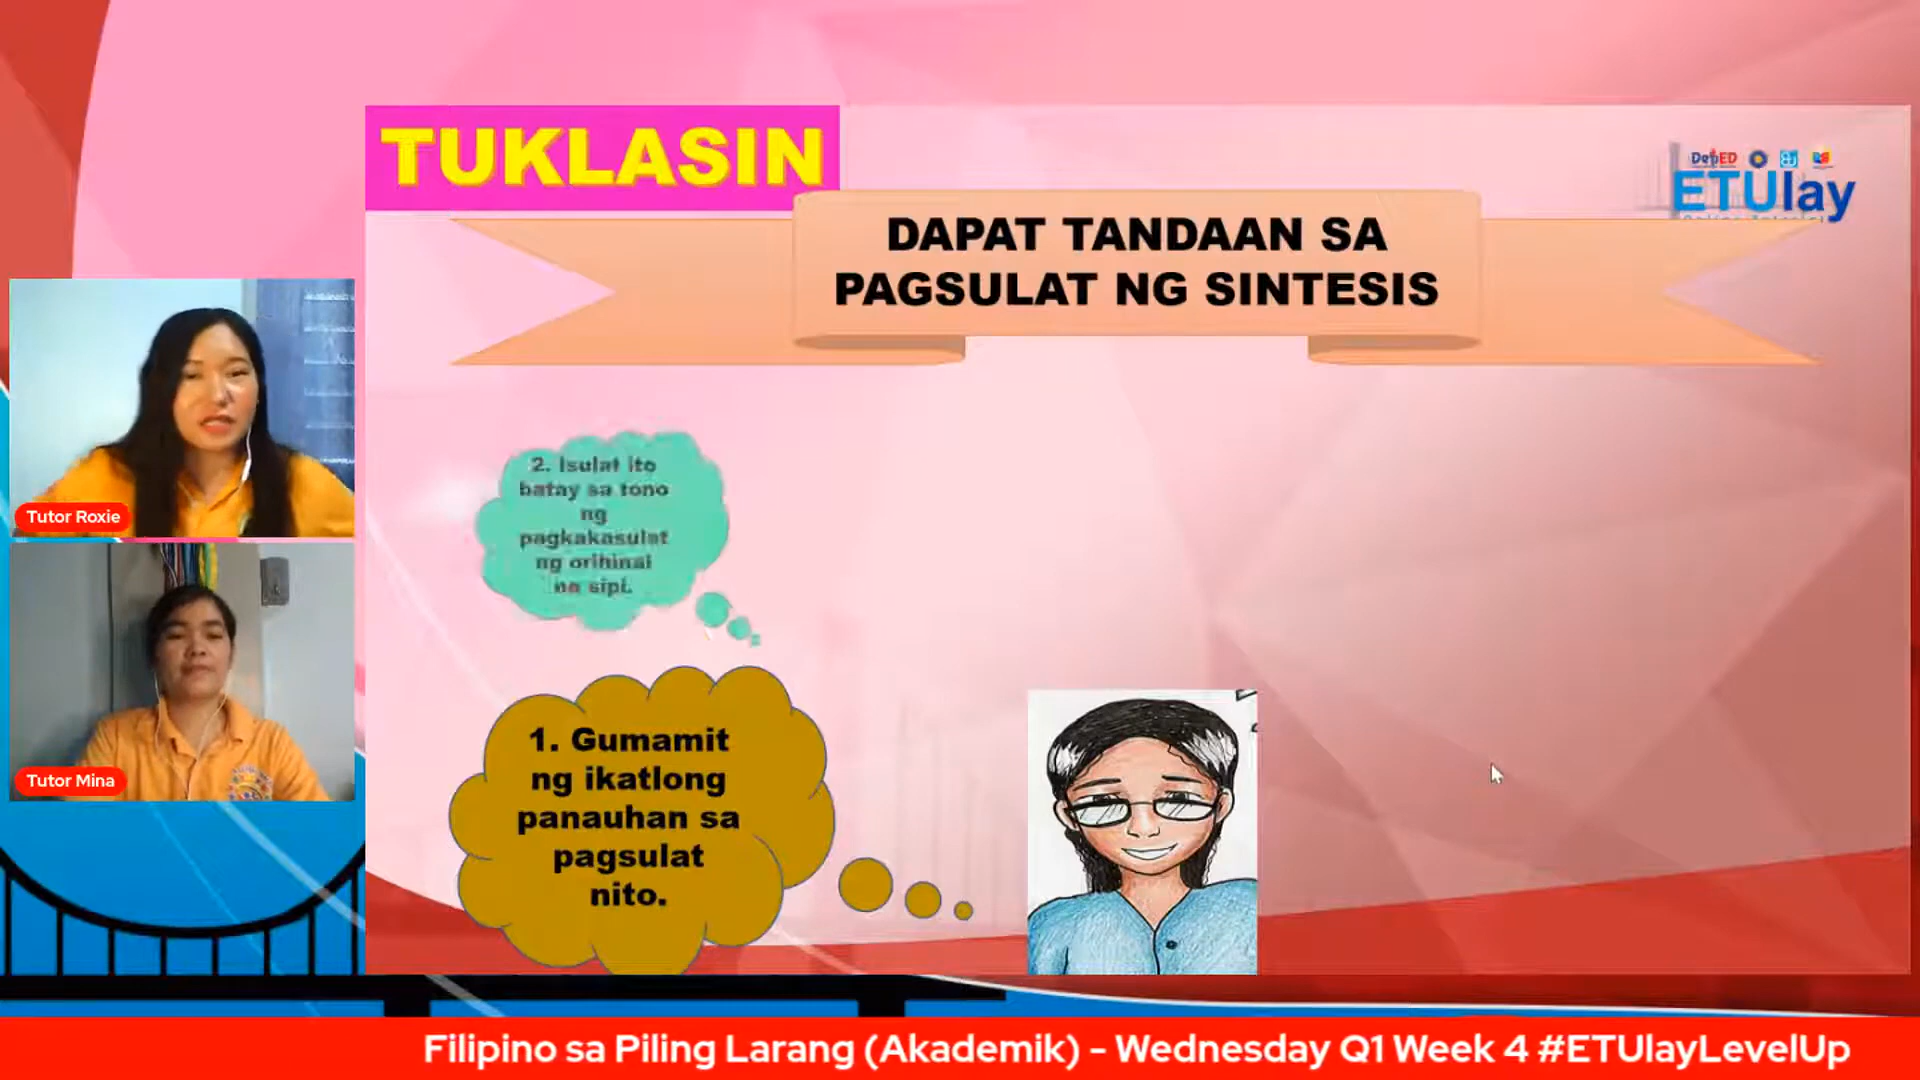 TUKLASIN
DepED
ETUlay
DAPAT TANDAAN SA
PAGSULAT NG SINTESIS
2. Isulat ito
batay sa tono
ng
pagkakasulat
ng orihinal
na sipi.
Tutor Roxie
1. Gumamit
ng ikatlong
panauhan sa
pagsulat
nito.
Tutor Mina
Filipino sa Piling Larang (Akademik) - Wednesday Q1 Week 4 #ETUlayLevelUp